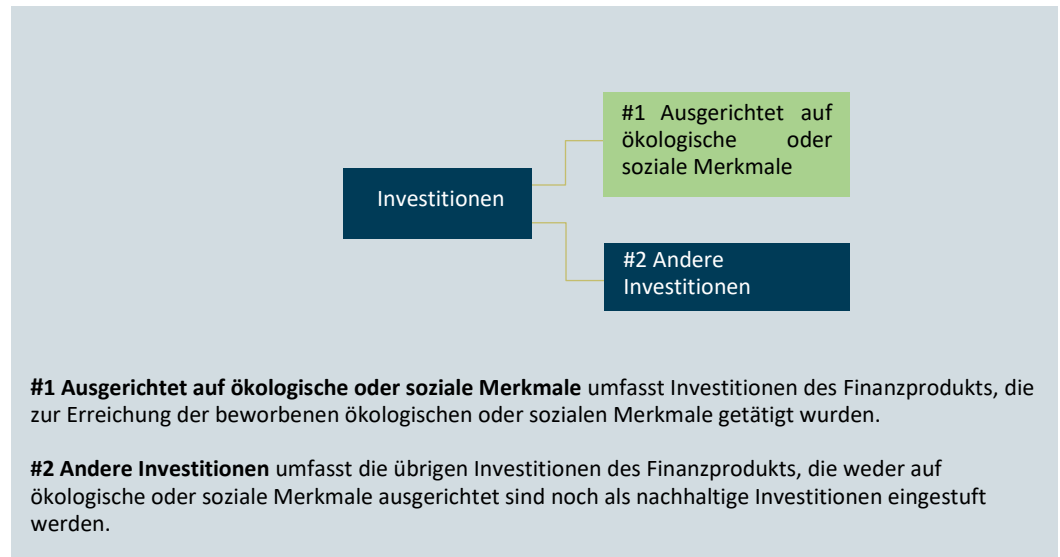 #1 Ausgerichtet auf
ökologische oder
soziale Merkmale
Investitionen
#2 Andere
Investitionen
#1 Ausgerichtet auf ökologische oder soziale Merkmale umfasst Investitionen des Finanzprodukts, die
zur Erreichung der beworbenen ökologischen oder sozialen Merkmale getätigt wurden.
#2 Andere Investitionen umfasst die übrigen Investitionen des Finanzprodukts, die weder auf
ökologische oder soziale Merkmale ausgerichtet sind noch als nachhaltige Investitionen eingestuft
werden.